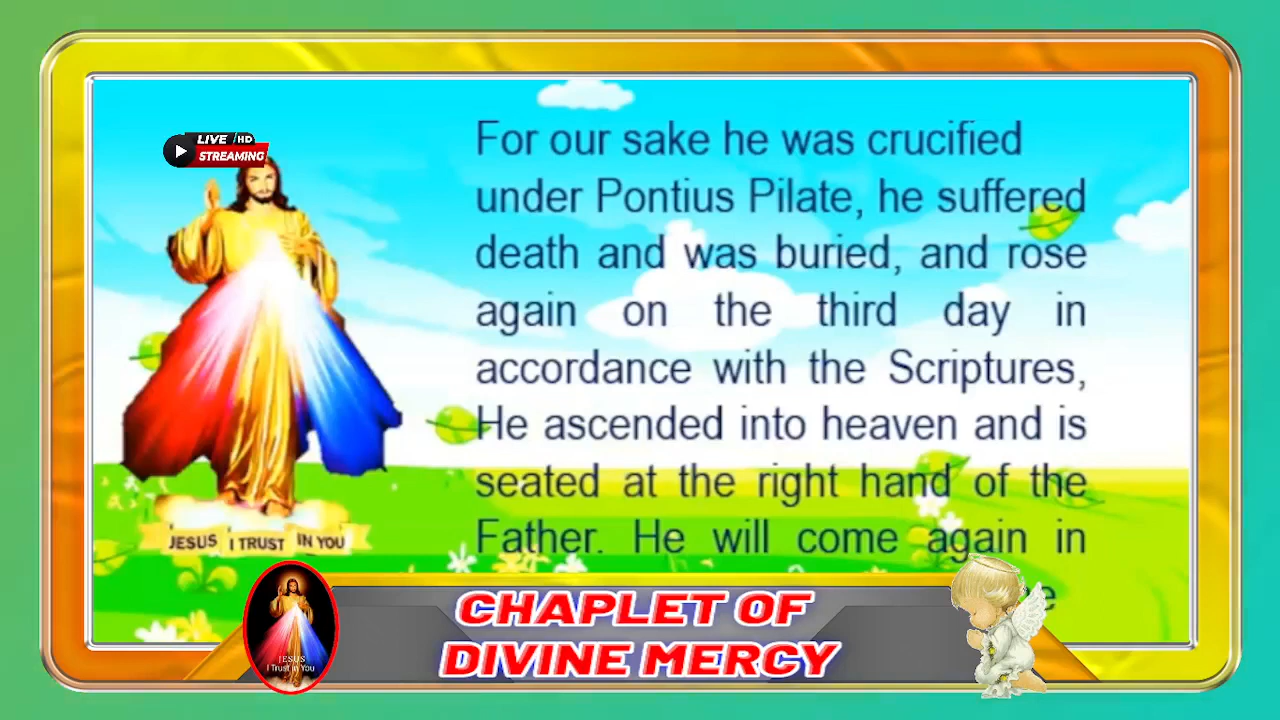 LIVE /HD
STREAMING
For our sake he was crucified
under Pontius Pilate, he suffered
death and was buried, and rose
again on the third day in
accordance with the Scriptures,
He ascended into heaven and is
seated at the right hand of the
Father. He will come again in
JESUS I TRUST IN YOU
CHAPLET OF
DIVINE MERCY
JESUS
I Trust in You